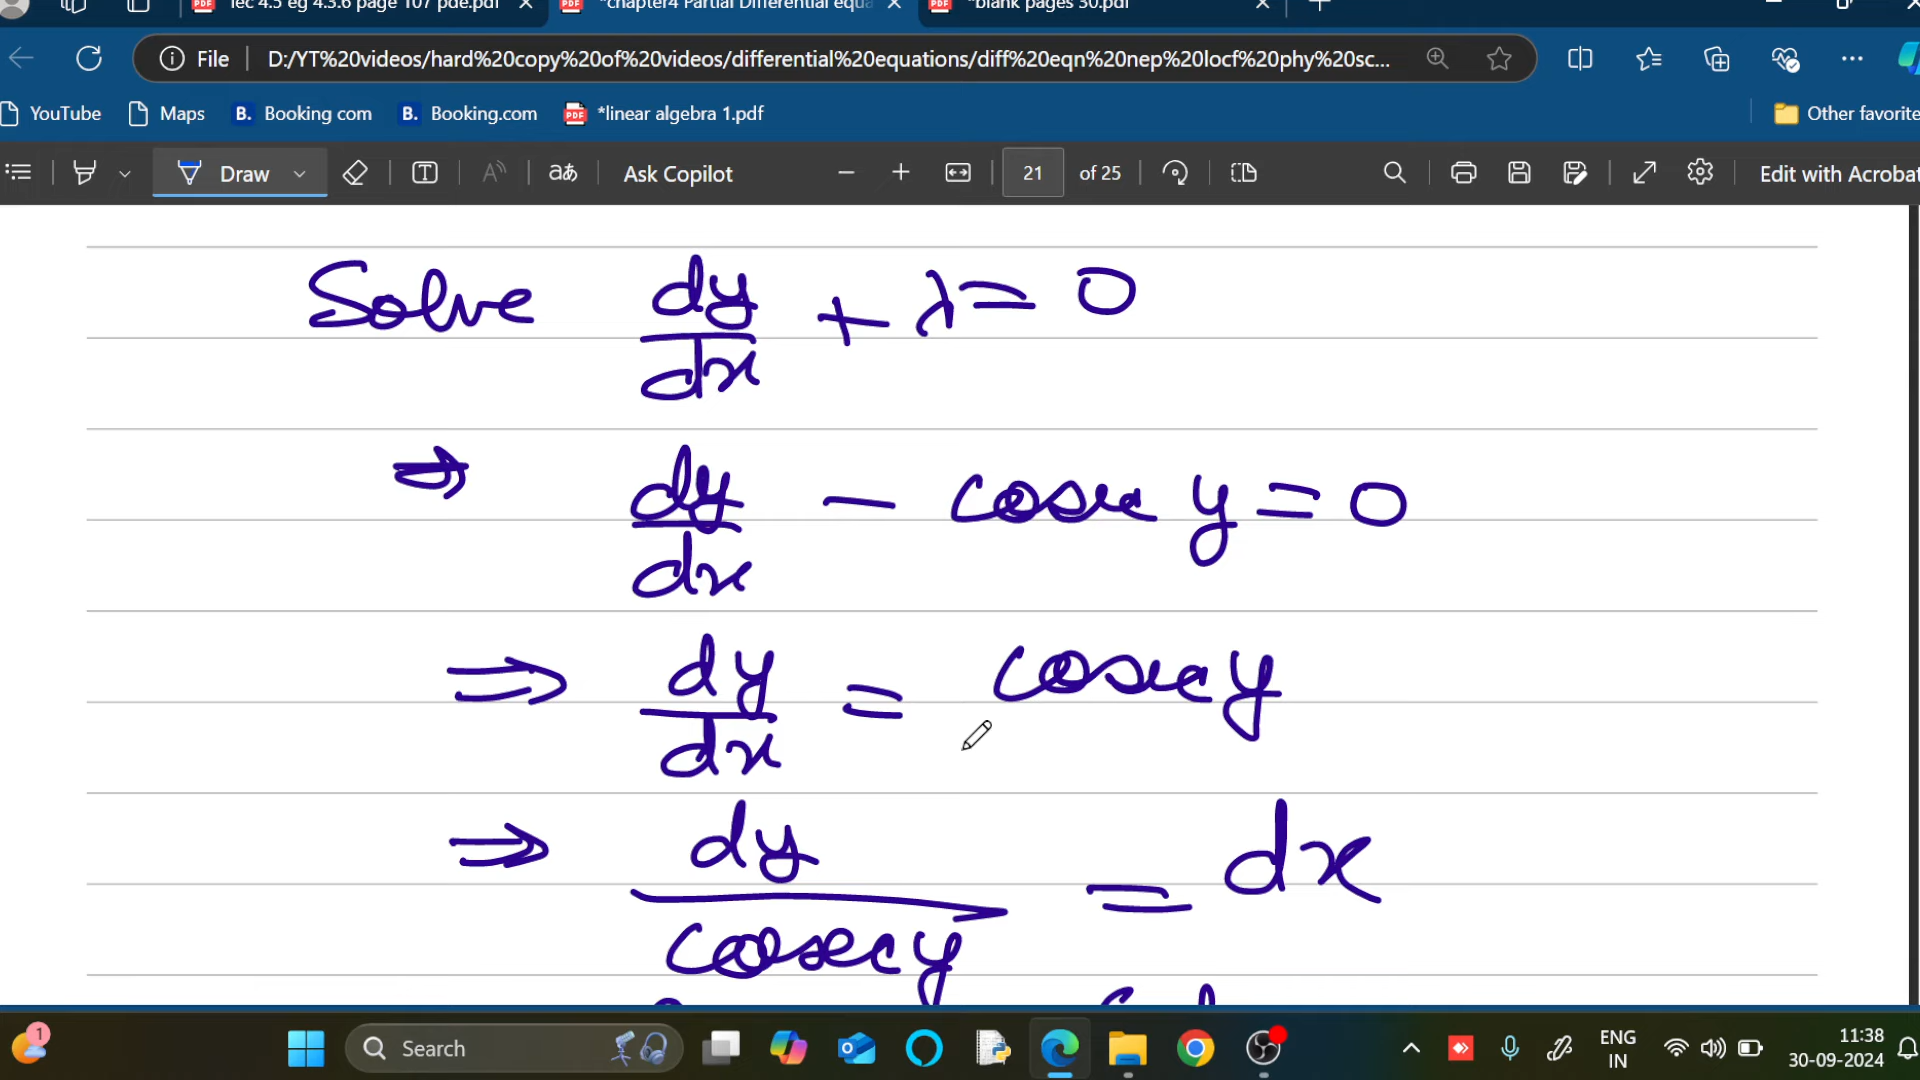 lec 4.5 eg 4.3.6 page 107 pde.pdf
*chapter4 Partial Differential equa
*blank pages 30.pdf
File D:/YT%20videos/hard%20copy%20of%20videos/differential%20equations/diff%20eqn%20nep%20locf%20phy%20sc...
YouTube Maps B. Booking.com B. Booking.com PDF *linear algebra 1.pdf Other favorite
Draw T aあ Ask Copilot 21 of 25 Edit with Acrobat
Solve dy/dx + λ = 0
⇒ dy/dx - cosec y = 0
⇒ dy/dx = cosec y
⇒ dy/cosec y = dx
1 Search ENG 11:38
IN 30-09-2024